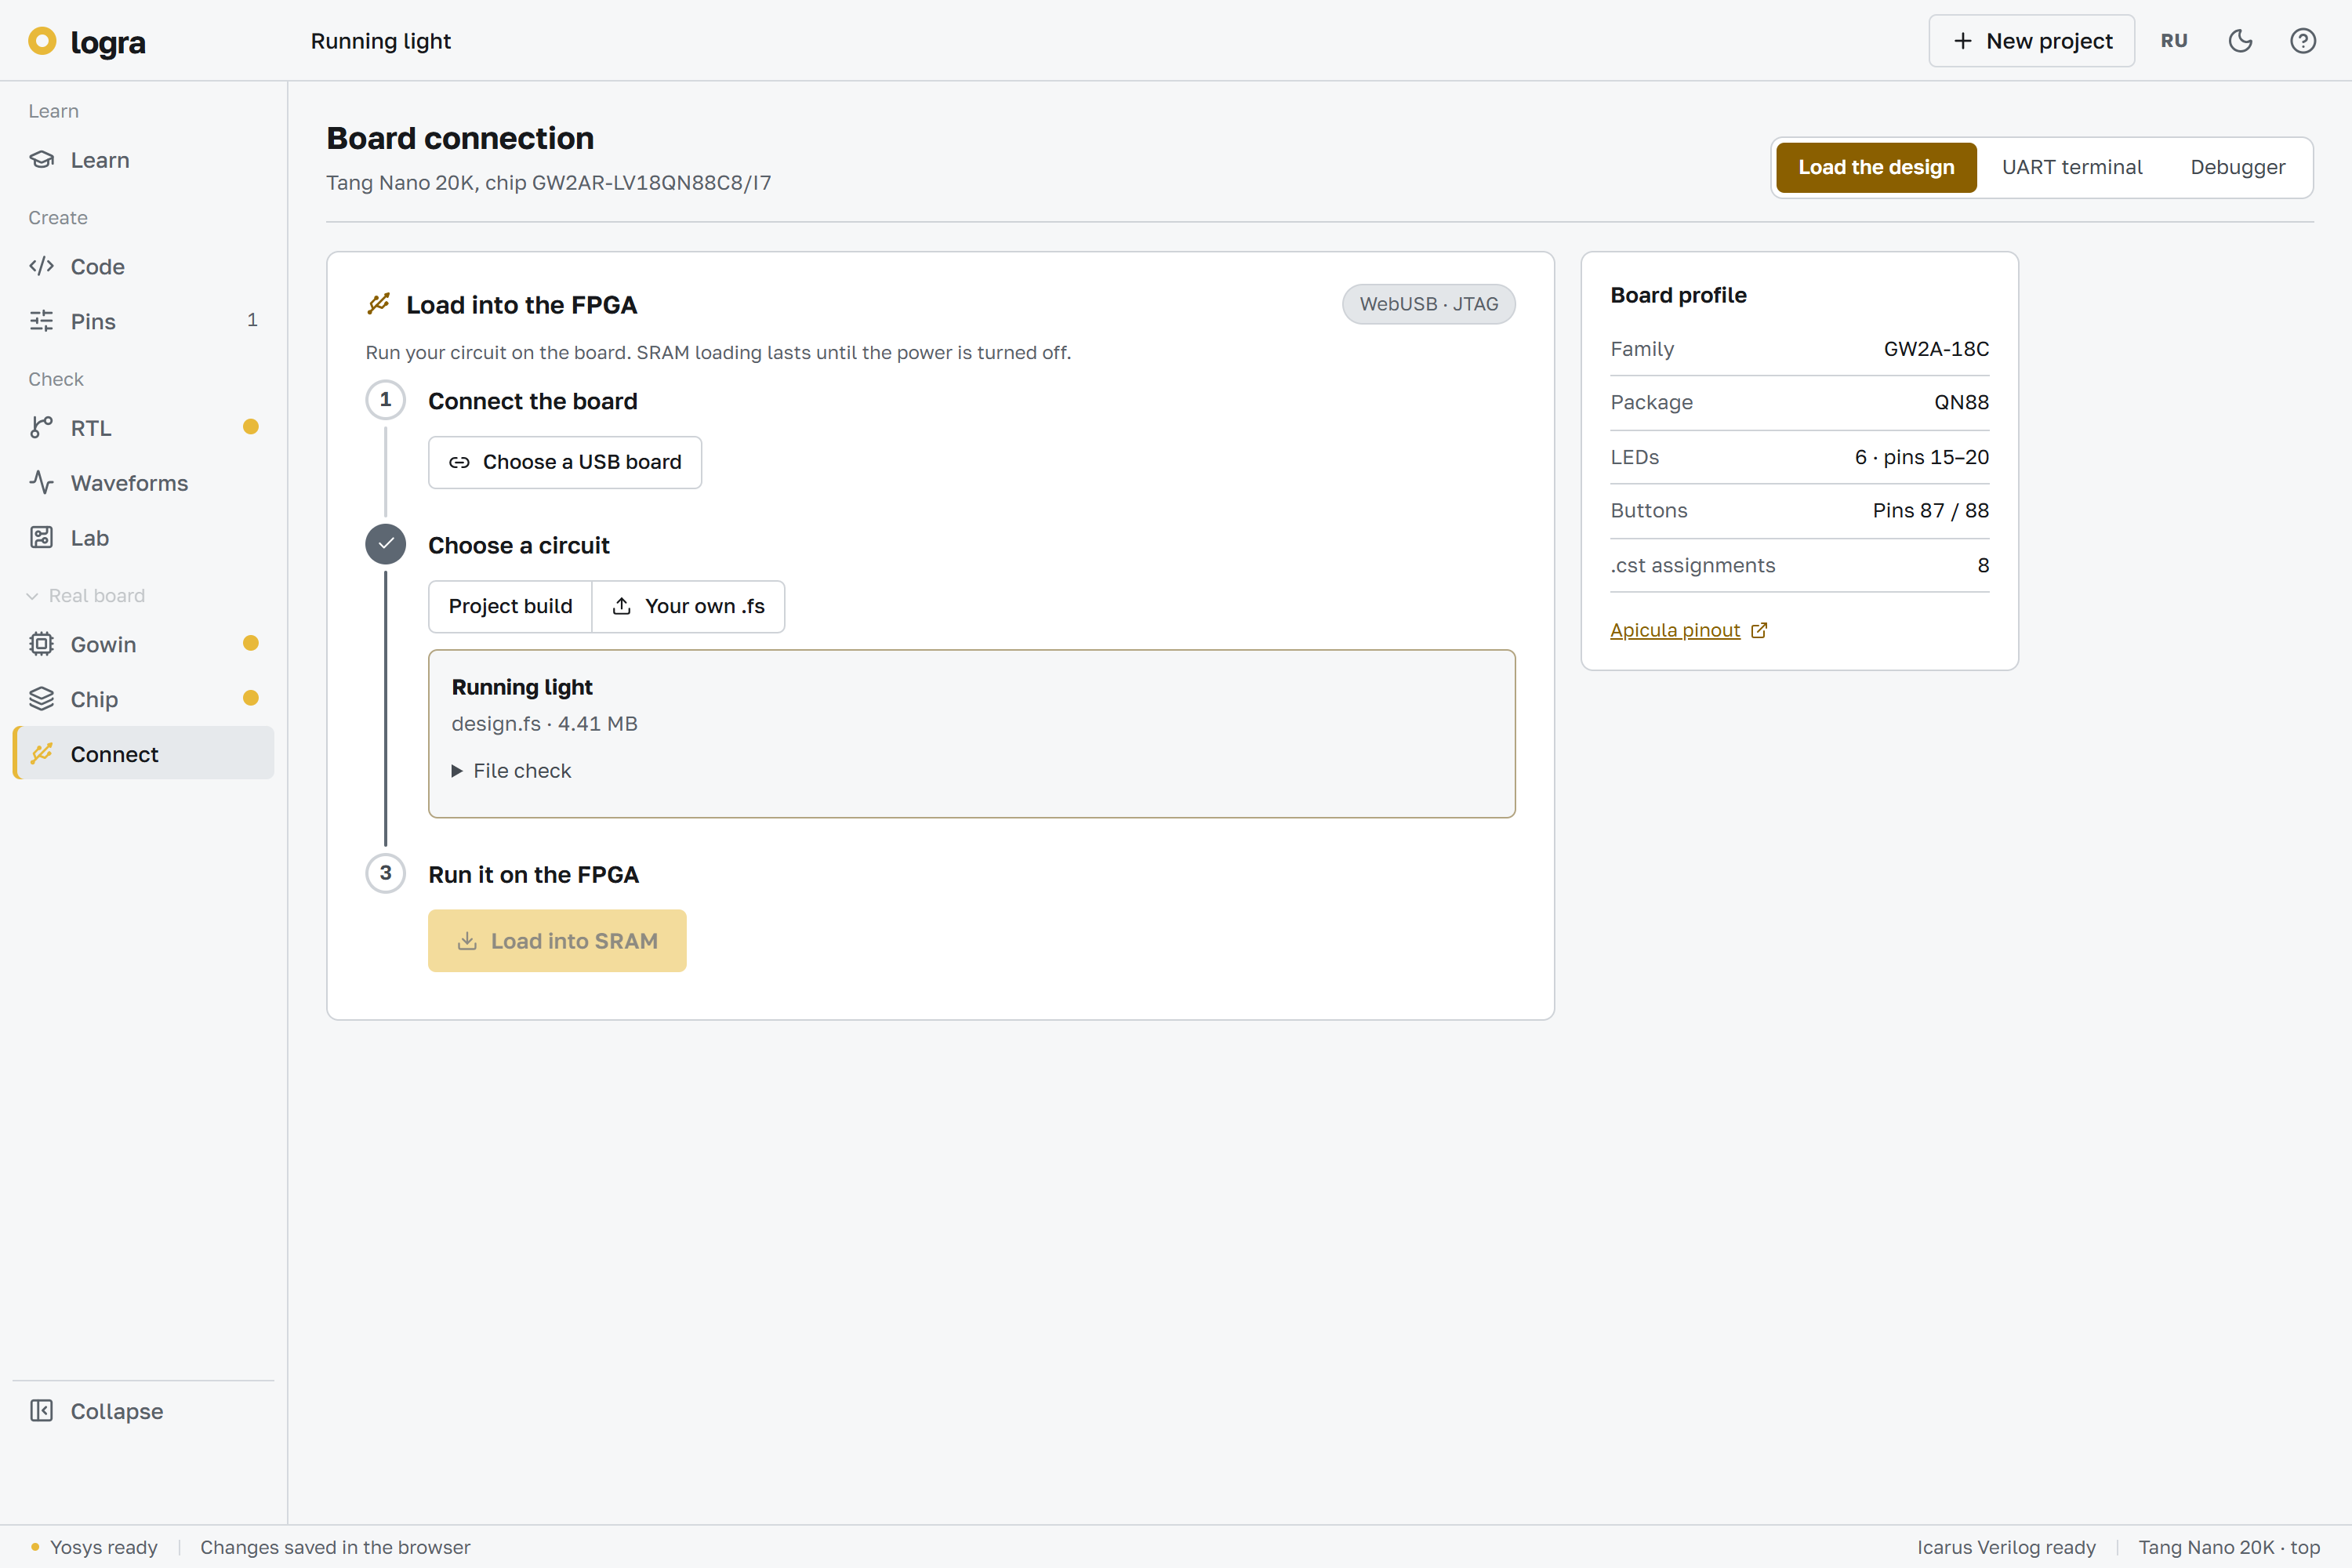 logra
Running light
New project
RU
Learn
Learn
Create
Code
Pins 1
Check
RTL
Waveforms
Lab
Real board
Gowin
Chip
Connect
Collapse
Board connection
Tang Nano 20K, chip GW2AR-LV18QN88C8/I7
Load the design
UART terminal
Debugger
Load into the FPGA
WebUSB · JTAG
Run your circuit on the board. SRAM loading lasts until the power is turned off.
1 Connect the board
Choose a USB board
Choose a circuit
Project build
Your own .fs
Running light
design.fs · 4.41 MB
File check
3 Run it on the FPGA
Load into SRAM
Board profile
Family GW2A-18C
Package QN88
LEDs 6 · pins 15–20
Buttons Pins 87 / 88
.cst assignments 8
Apicula pinout
Yosys ready
Changes saved in the browser
Icarus Verilog ready
Tang Nano 20K · top